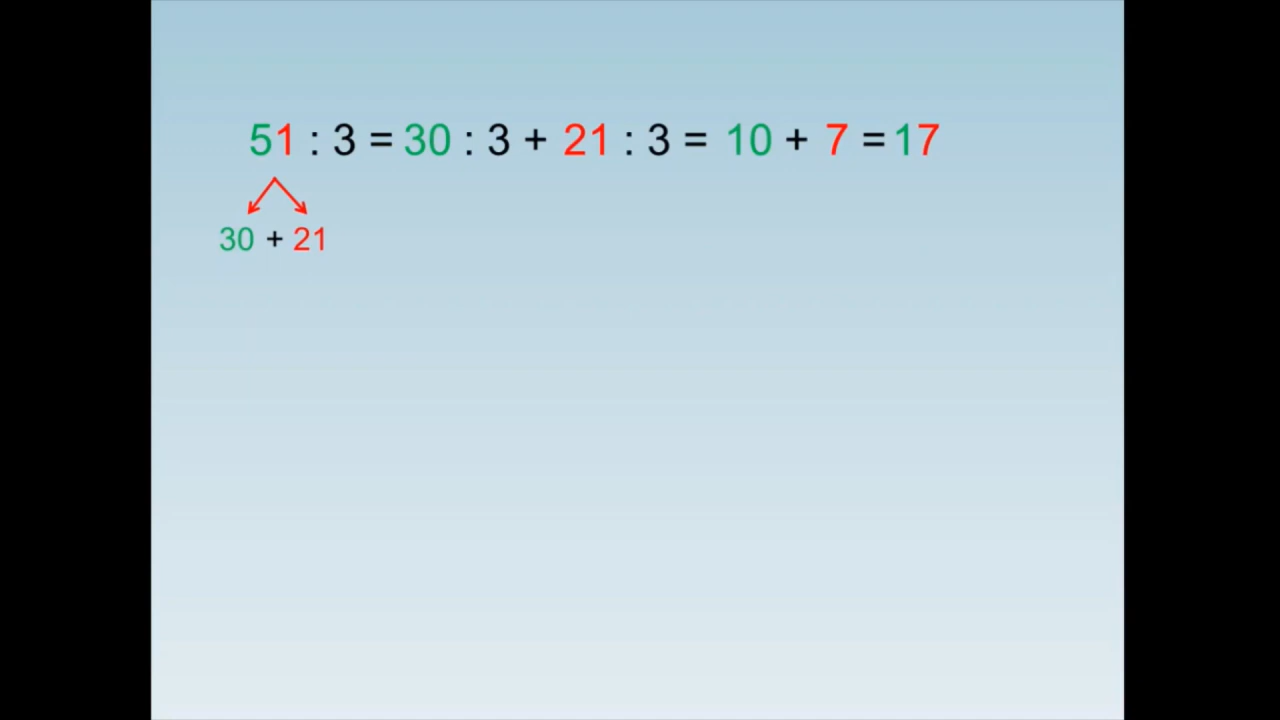 51 : 3 = 30 : 3 + 21 : 3 = 10 + 7 = 17
30 + 21